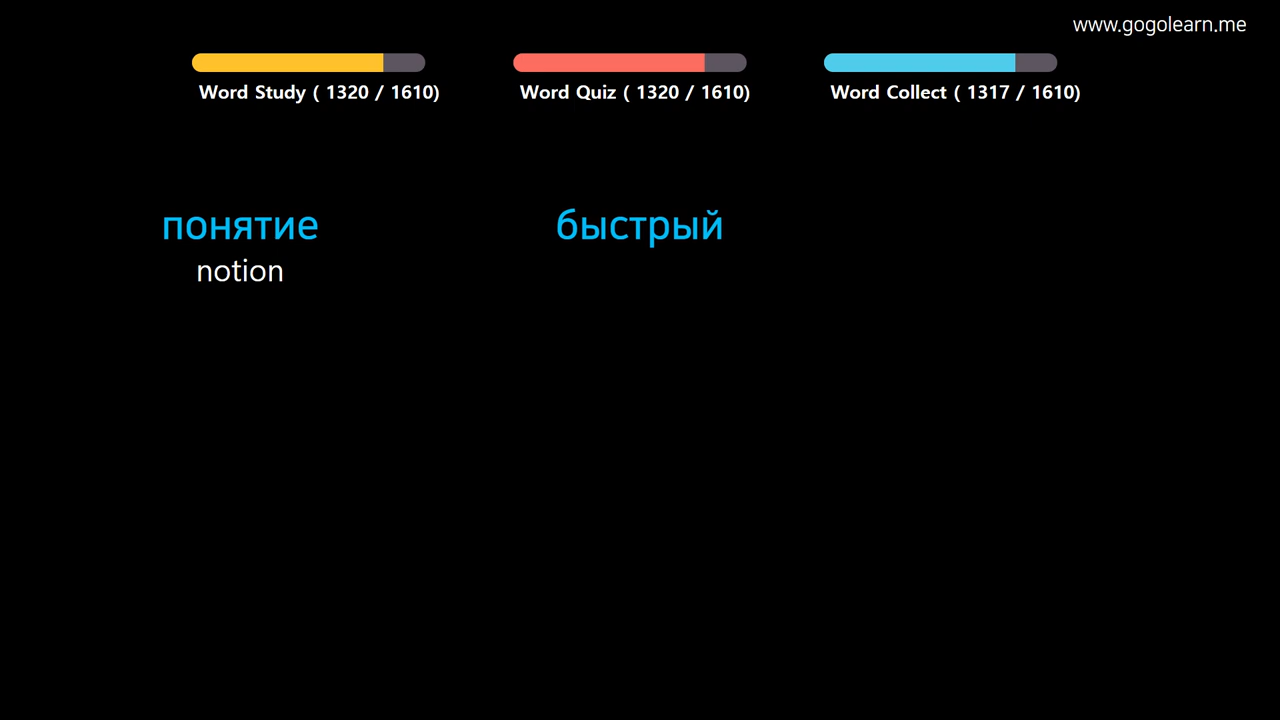 www.gogolearn.me
Word Study ( 1320 / 1610)
Word Quiz ( 1320 / 1610)
Word Collect ( 1317 / 1610)
понятие
быстрый
notion